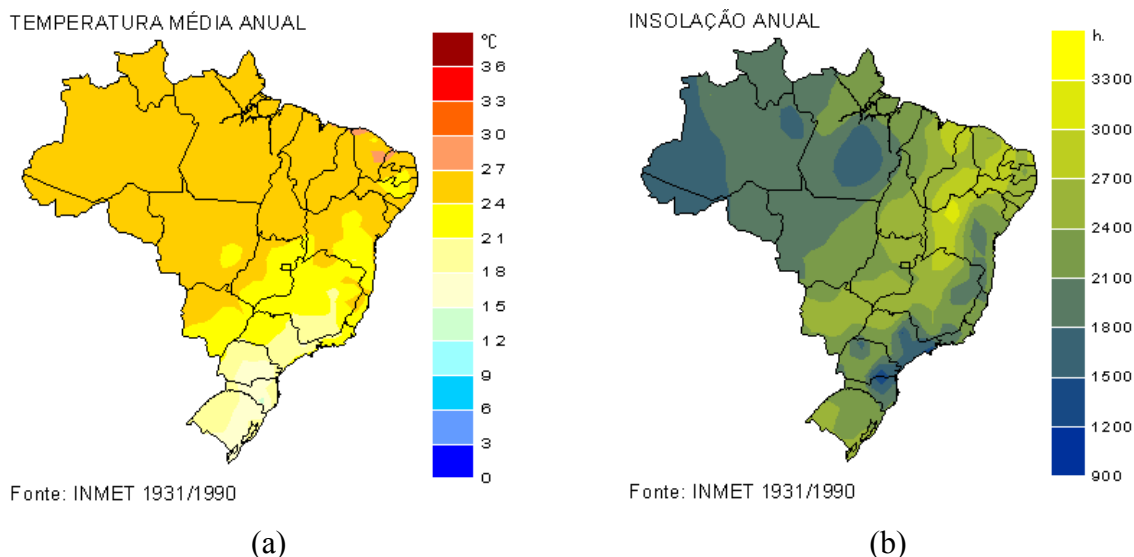 TEMPERATURA MÉDIA ANUAL
°C
36
33
30
27
24
21
18
15
12
9
6
3
0
Fonte: INMET 1931/1990
(a)
INSOLAÇÃO ANUAL
h.
3300
3000
2700
2400
2100
1800
1500
1200
900
Fonte: INMET 1931/1990
(b)